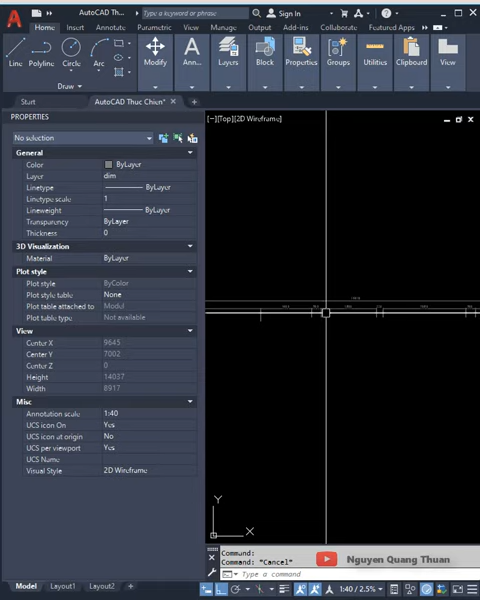 AutoCAD Thu...
Type a keyword or phrase
Sign In
Home Insert Annotate Parametric View Manage Output Add-ins Collaborate Featured Apps
Line Polyline Circle Arc Modify Ann... Layers Block Properties Groups Utilities Clipboard View
Draw
Start AutoCAD Thuc Chien*
PROPERTIES
[−][Top][2D Wireframe]
No selection
General
Color ByLayer
Layer dim
Linetype ByLayer
Linetype scale 1
Lineweight ByLayer
Transparency ByLayer
Thickness 0
3D Visualization
Material ByLayur
Plot style
Plot style ByColor
Plot style table None
Plot table attached to Modul
Plot table type Not available
View
Center X 9645
Center Y 7002
Center Z 0
Height 14037
Width 8917
Misc
Annotation scale 1:40
UCS icon On Yes
UCS icon at origin No
UCS per viewport Yes
UCS Name
Visual Style 2D Wireframe
Y
X
Command:
Command: *Cancel*
Nguyen Quang Thuan
Type a command
Model Layout1 Layout2 + 1:40 / 2.5%